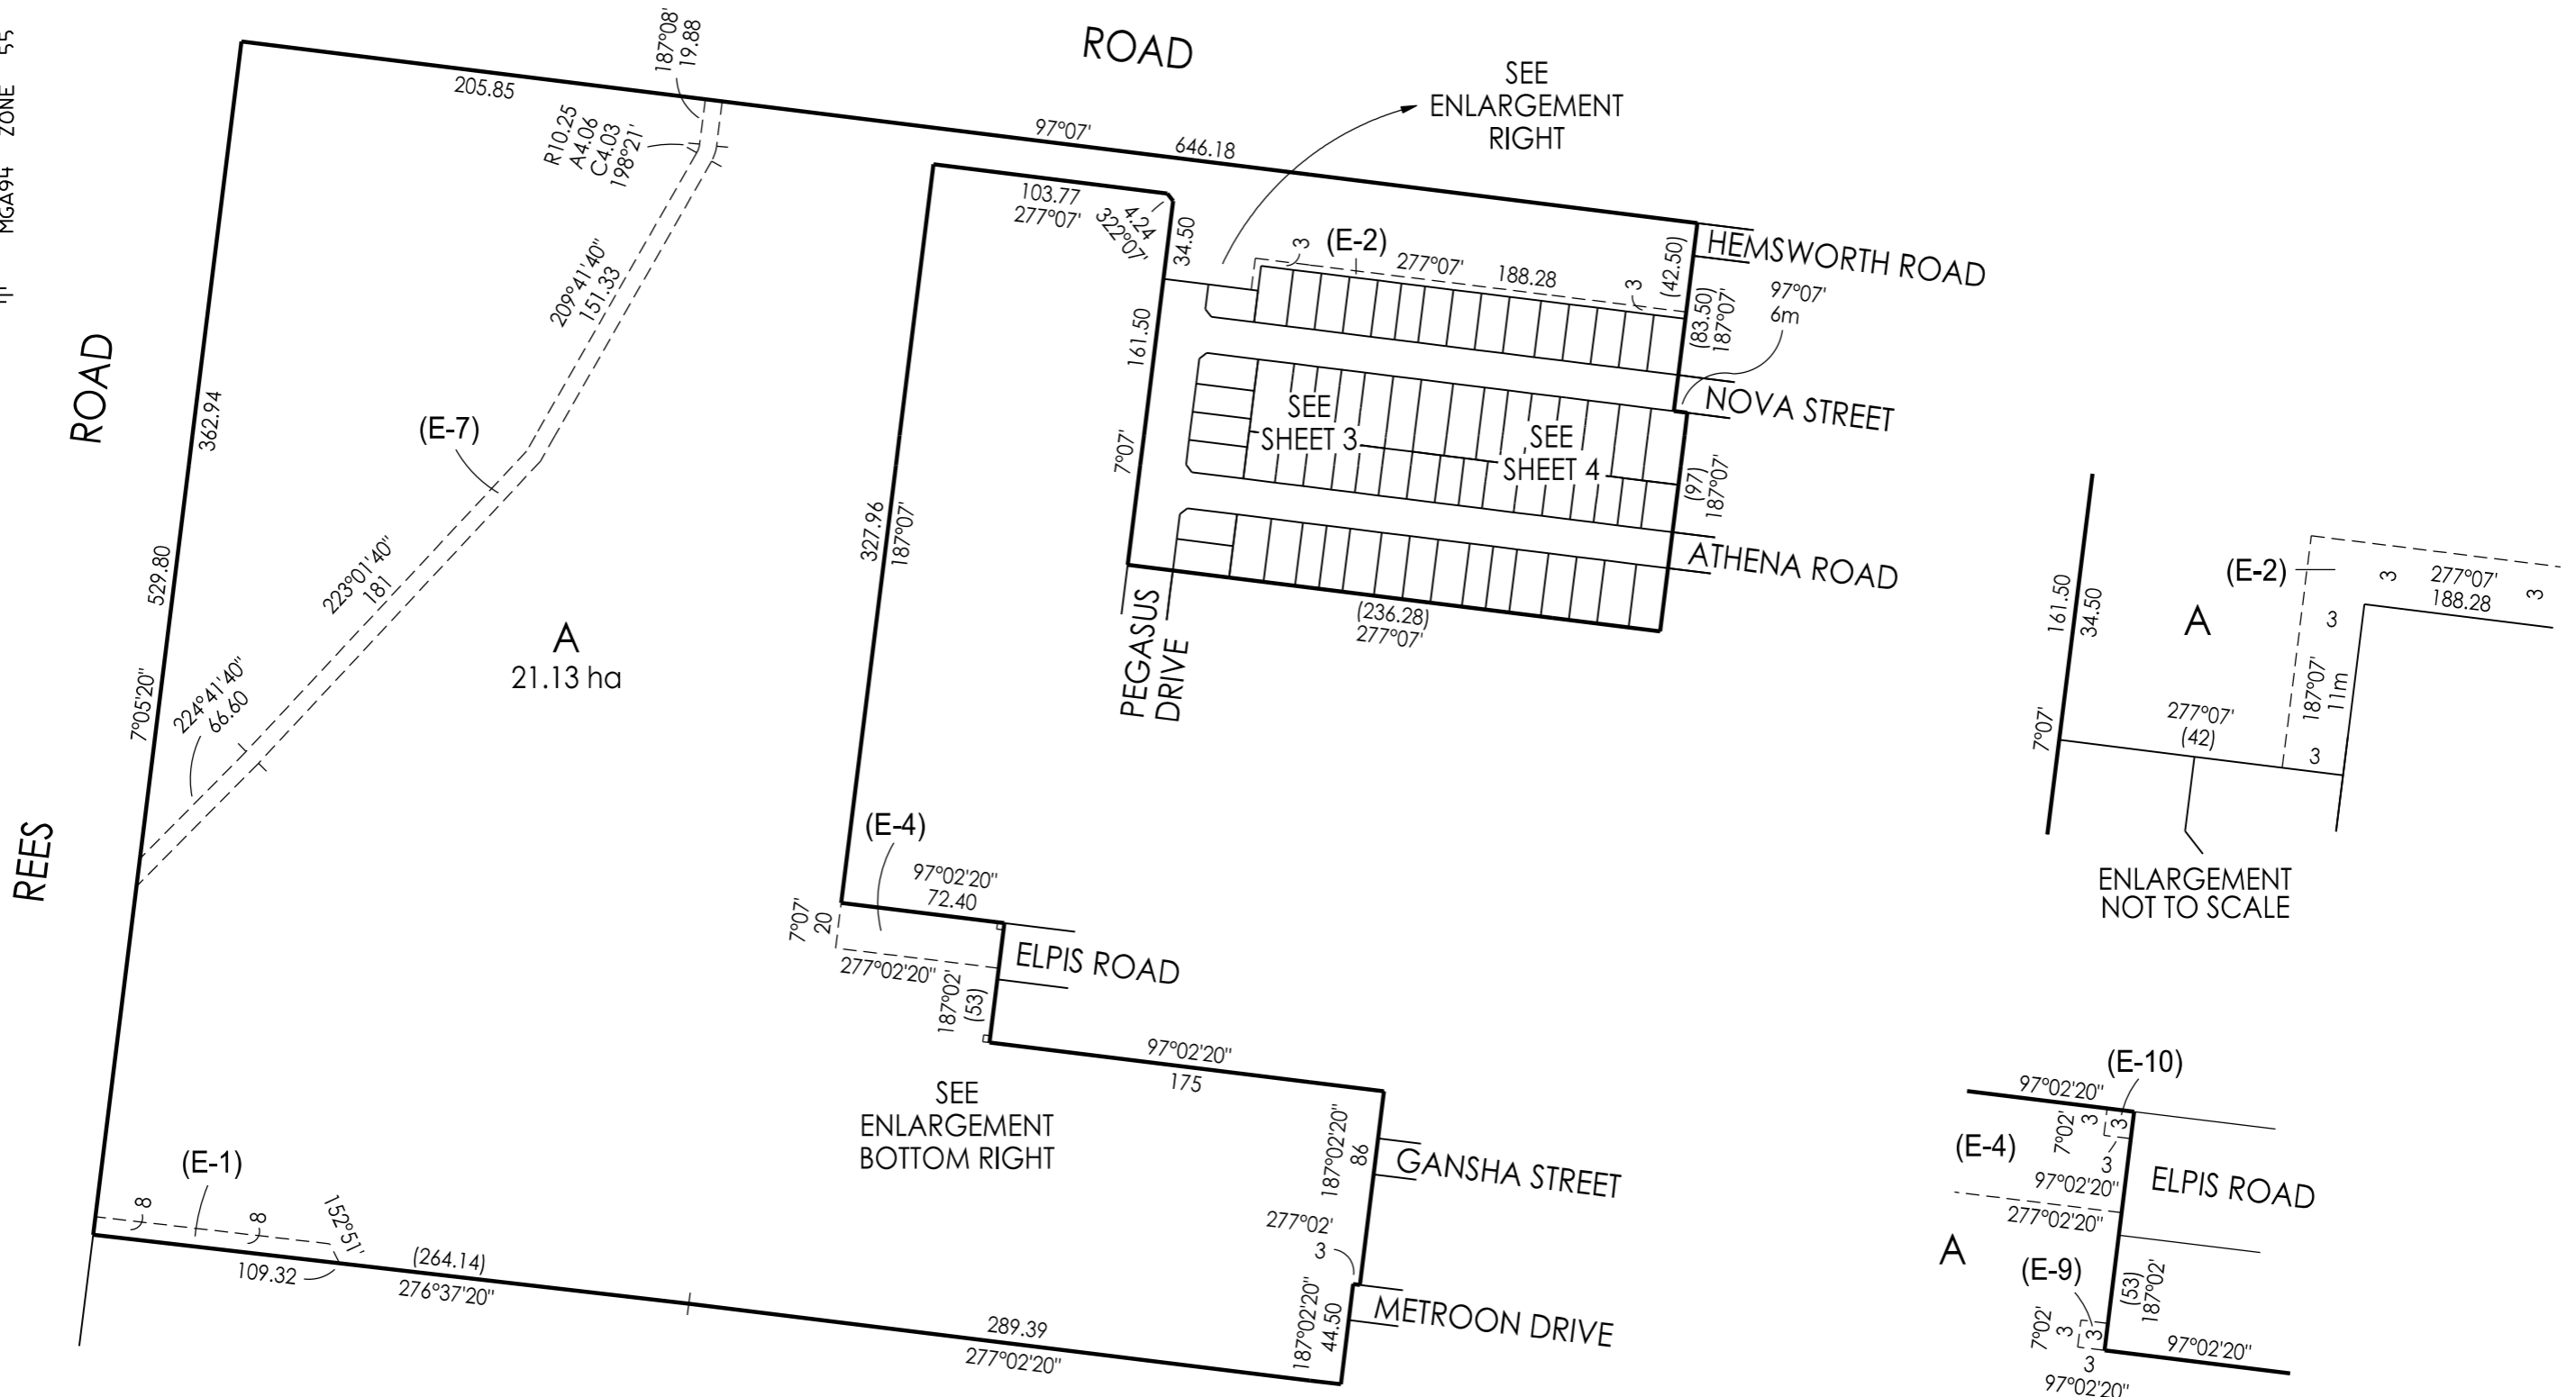 MGA94 ZONE 55
ROAD
205.85
187°08'
19.88
R10.25
A4.06
C4.03
198°21'
ROAD
97°07'
646.18
SEE
ENLARGEMENT
RIGHT
103.77
277°07'
4.24
322°07'
34.50
3
(E-2)
277°07'
188.28
3
(42.50)
HEMSWORTH ROAD
(83.50)
187°07'
97°07'
6m
NOVA STREET
209°41'40"
151.33
362.94
(E-7)
161.50
7°07'
SEE
SHEET 3
SEE
SHEET 4
(97)
187°07'
ATHENA ROAD
(236.28)
277°07'
PEGASUS
DRIVE
327.96
187°07'
529.80
7°05'20"
223°01'40"
181
224°41'40"
66.60
A
21.13 ha
REES
(E-4)
97°02'20"
72.40
7°07'
20
277°02'20"
187°02
(53)
ELPIS ROAD
97°02'20"
175
SEE
ENLARGEMENT
BOTTOM RIGHT
187°02'20"
86
GANSHA STREET
277°02'
3
187°02'20"
44.50
METROON DRIVE
(E-1)
8
8
152°51'
109.32
(264.14)
276°37'20"
289.39
277°02'20"
161.50
34.50
7°07'
A
(E-2)
3
277°07'
188.28
3
3
187°07'
11m
277°07'
(42)
3
ENLARGEMENT
NOT TO SCALE
(E-10)
97°02'20"
7°02'
3
3
3
(E-4)
97°02'20"
277°02'20"
ELPIS ROAD
A
(E-9)
(53)
187°02'
7°02'
3
3
3
97°02'20"
97°02'20"